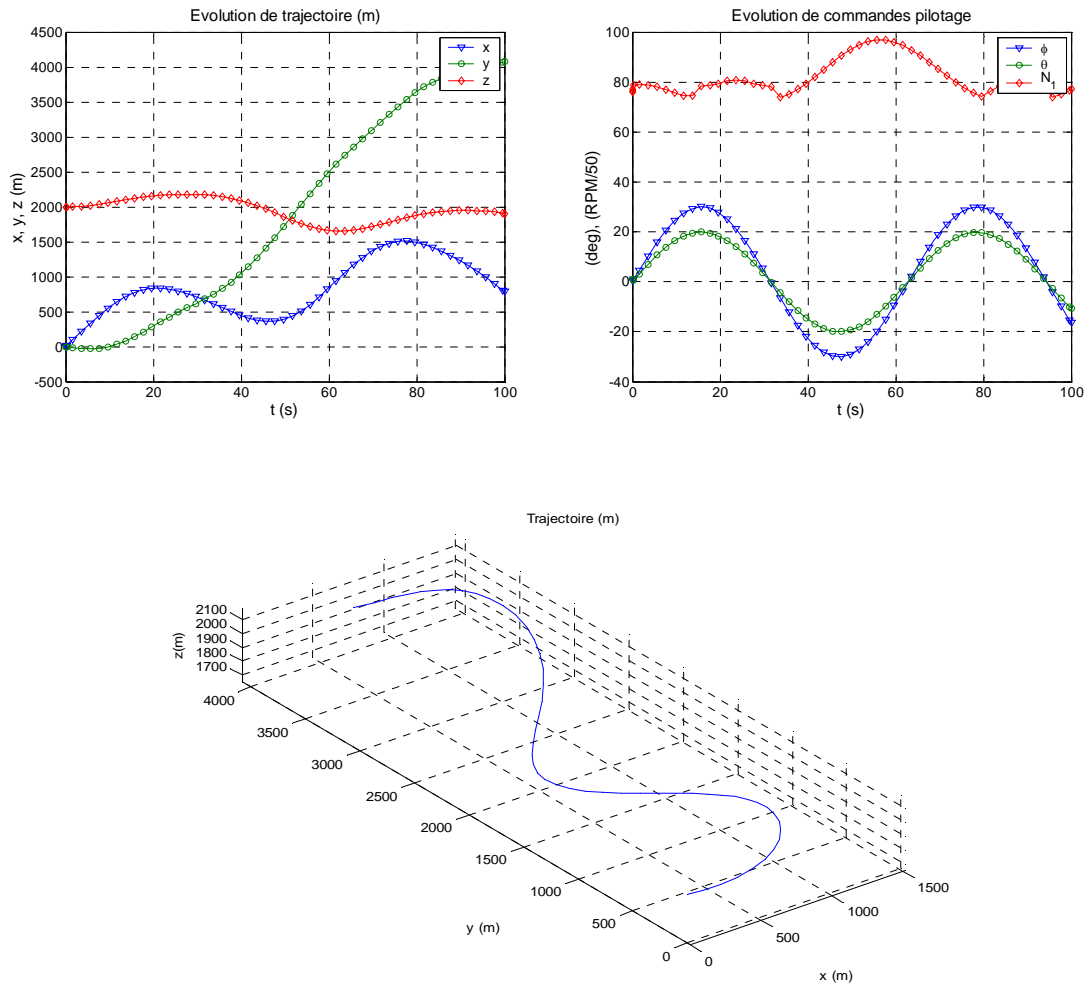 Evolution de trajectoire (m)
4500
4000
3500
3000
2500
2000
1500
1000
500
0
-500
x, y, z (m)
x
y
z
0 20 40 60 80 100
t (s)
Evolution de commandes pilotage
100
80
60
40
20
0
-20
-40
(deg), (RPM/50)
ϕ
θ
N1
0 20 40 60 80 100
t (s)
Trajectoire (m)
2100
2000
1900
1800
1700
z(m)
4000
3500
3000
2500
2000
1500
1000
500
0
y (m)
0
500
1000
1500
x (m)